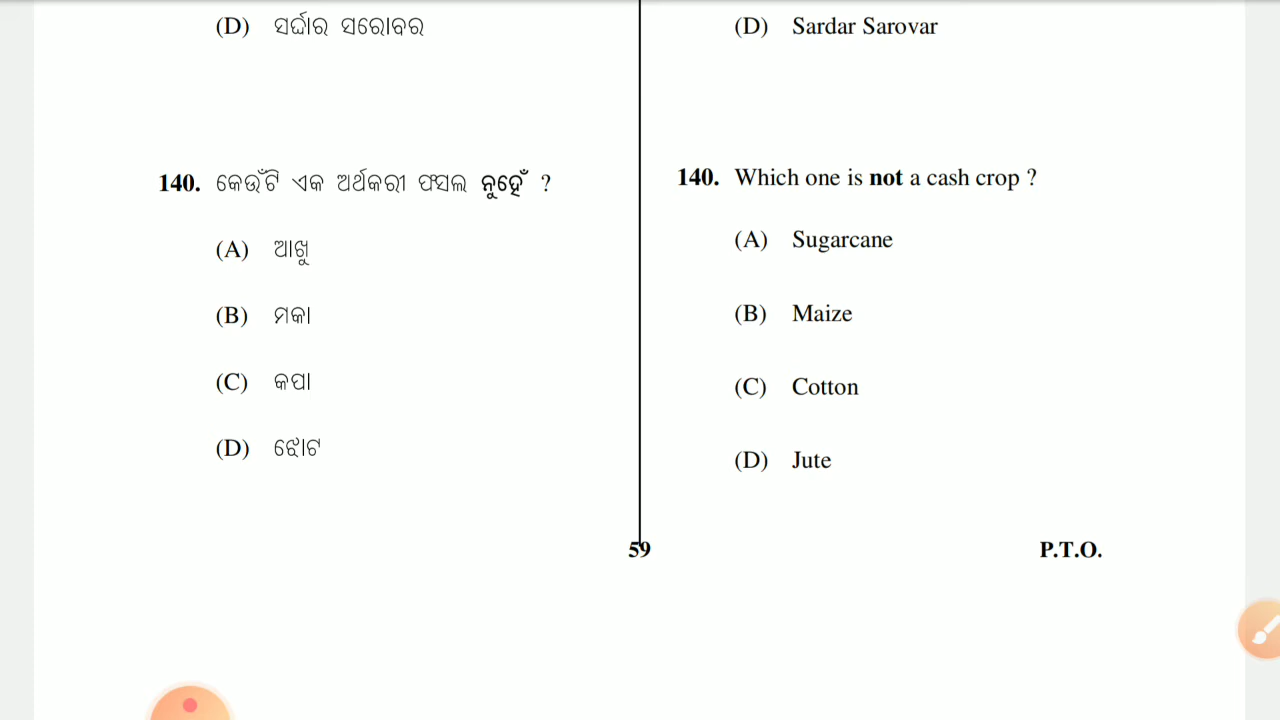 (D) ସର୍ଦ୍ଦାର ସରୋବର
140. କେଉଁଟି ଏକ ଅର୍ଥକରୀ ଫସଲ ନୁହେଁ ?
(A) ଆଖୁ
(B) ମକା
(C) କପା
(D) ଝୋଟ
(D) Sardar Sarovar
140. Which one is not a cash crop ?
(A) Sugarcane
(B) Maize
(C) Cotton
(D) Jute
59
P.T.O.